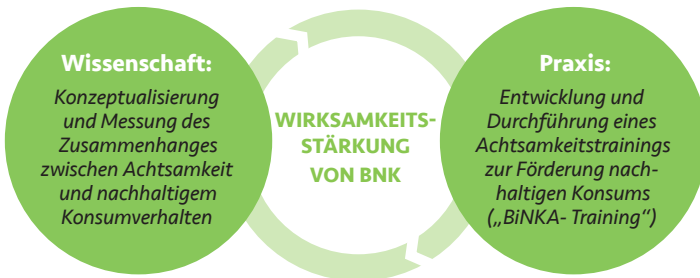 Wissenschaft:
Konzeptualisierung
und Messung des
Zusammenhanges
zwischen Achtsamkeit
und nachhaltigem
Konsumverhalten
WIRKSAMKEITS-
STÄRKUNG
VON BNK
Praxis:
Entwicklung und
Durchführung eines
Achtsamkeitstrainings
zur Förderung nach-
haltigen Konsums
(„BiNKA- Training“)